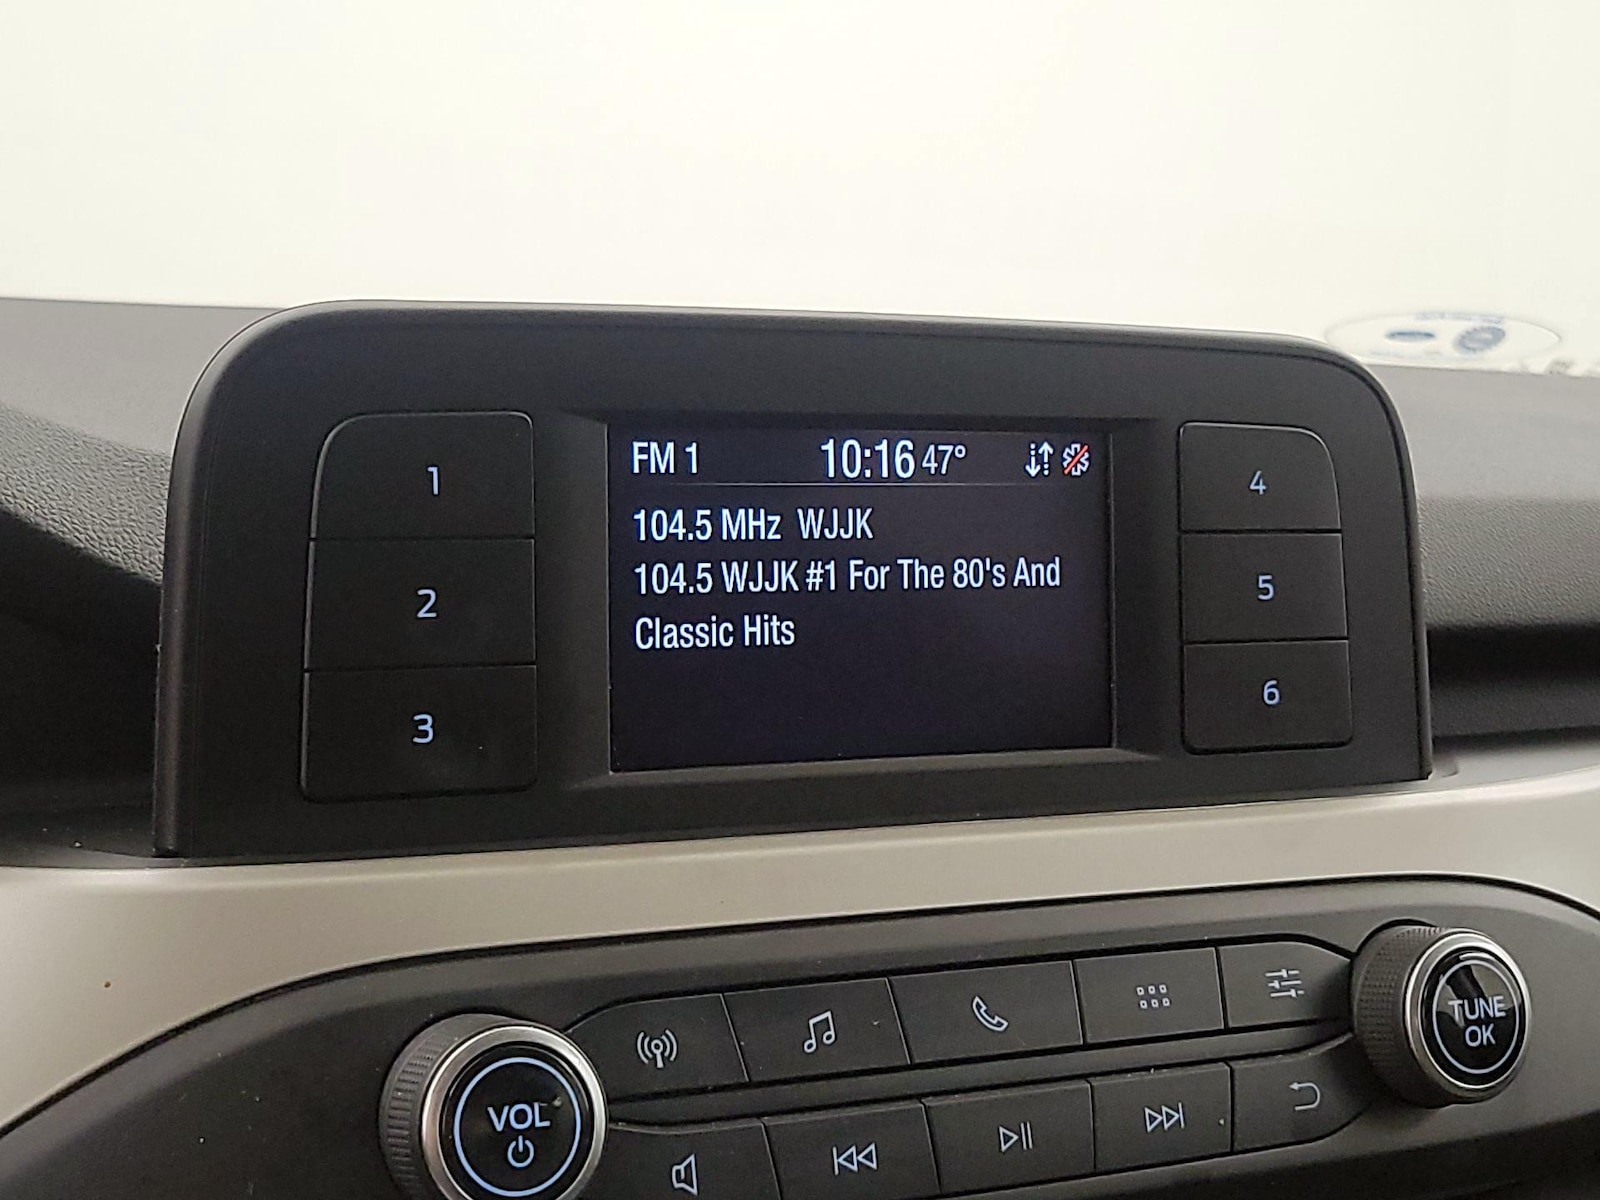 FM 1 10:16 47°
104.5 MHz WJJK
104.5 WJJK #1 For The 80's And
Classic Hits
1
2
3
4
5
6
VOL
TUNE
OK